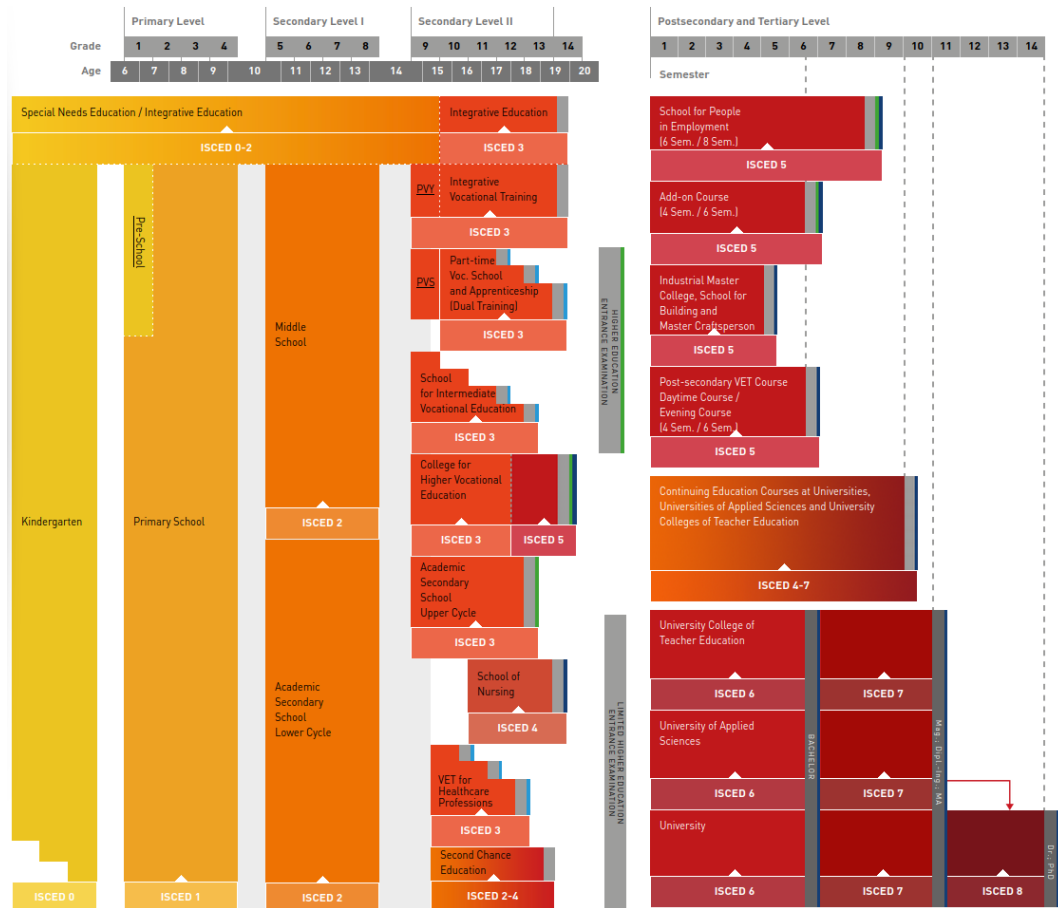 Primary Level
Secondary Level I
Secondary Level II
Postsecondary and Tertiary Level
Grade
1 2 3 4
5 6 7 8
9 10 11 12 13 14
1 2 3 4 5 6 7 8 9 10 11 12 13 14
Age
6 7 8 9 10 11 12 13 14 15 16 17 18 19 20
Semester
Special Needs Education / Integrative Education
ISCED 0-2
Integrative Education
ISCED 3
Kindergarten
ISCED 0
Pre-School
Primary School
ISCED 1
Middle
School
ISCED 2
Academic
Secondary
School
Lower Cycle
ISCED 2
PVY
Integrative
Vocational Training
ISCED 3
PVS
Part-time
Voc. School
and Apprenticeship
(Dual Training)
ISCED 3
School
for Intermediate
Vocational Education
ISCED 3
College for
Higher Vocational
Education
ISCED 3
ISCED 5
Academic
Secondary
School
Upper Cycle
ISCED 3
School of
Nursing
ISCED 4
VET for
Healthcare
Professions
ISCED 3
Second Chance
Education
ISCED 2-4
HIGHER EDUCATION
ENTRANCE EXAMINATION
LIMITED HIGHER EDUCATION
ENTRANCE EXAMINATION
School for People
in Employment
(6 Sem. / 8 Sem.)
ISCED 5
Add-on Course
(4 Sem. / 6 Sem.)
ISCED 5
Industrial Master
College, School for
Building and
Master Craftsperson
ISCED 5
Post-secondary VET Course
Daytime Course /
Evening Course
(4 Sem. / 6 Sem.)
ISCED 5
Continuing Education Courses at Universities,
Universities of Applied Sciences and University
Colleges of Teacher Education
ISCED 4-7
University College of
Teacher Education
ISCED 6
ISCED 7
University of Applied
Sciences
ISCED 6
ISCED 7
University
ISCED 6
ISCED 7
ISCED 8
BACHELOR
Mag., Dipl.-Ing., MA
Dr., PhD